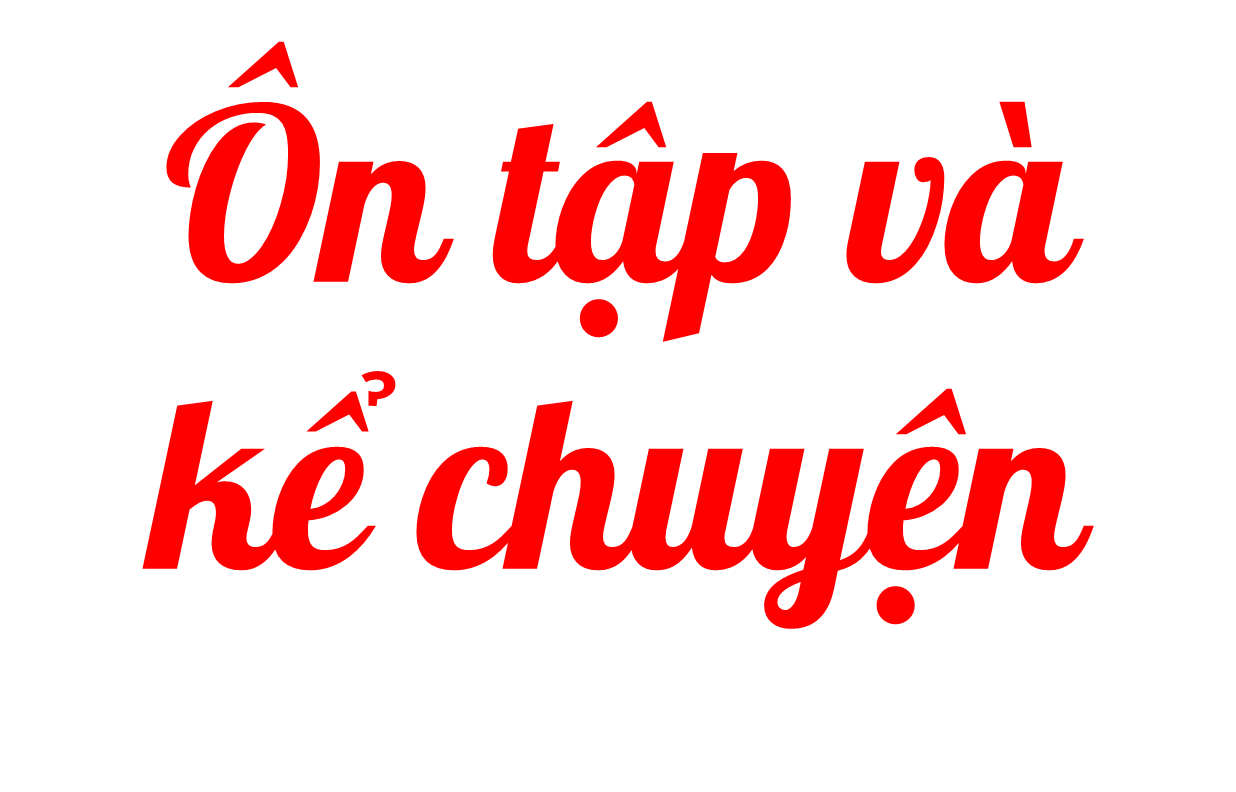 Ôn tập và
kể chuyện